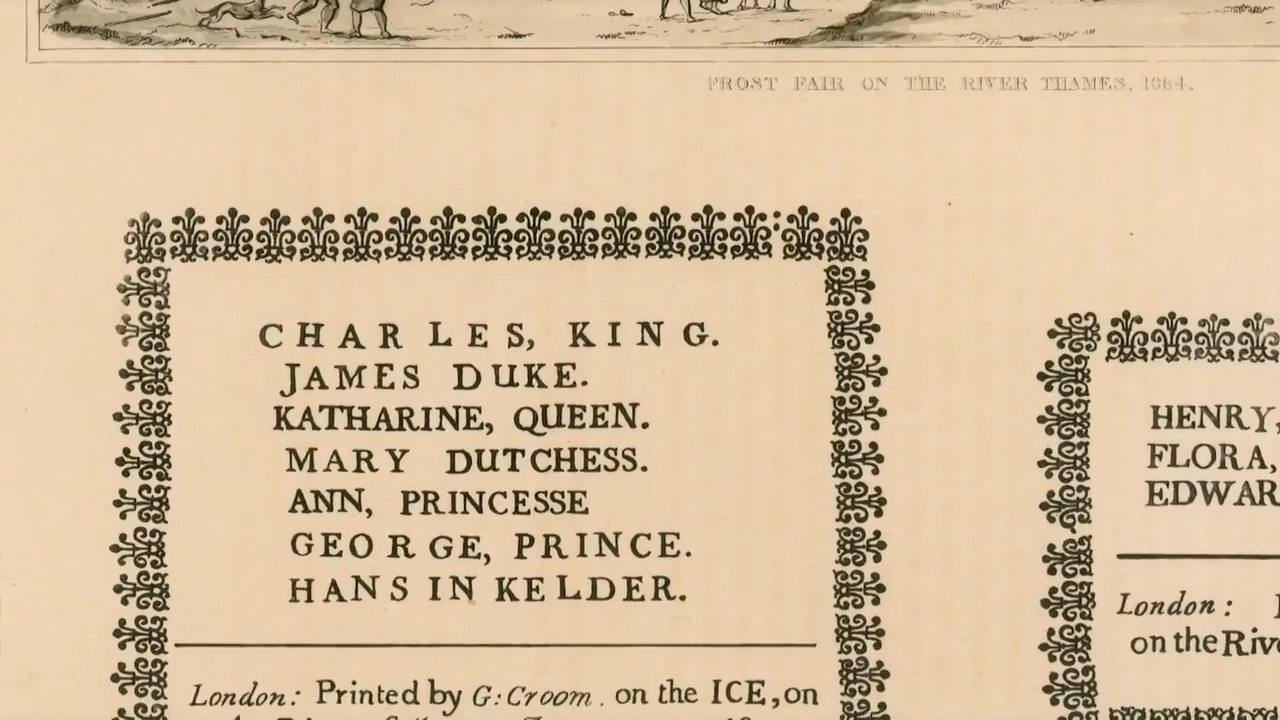 FROST FAIR ON THE RIVER THAMES, 1684.
CHARLES, KING.
JAMES DUKE.
KATHARINE, QUEEN.
MARY DUTCHESS.
ANN, PRINCESSE
GEORGE, PRINCE.
HANS IN KELDER.
London: Printed by G: Croom. on the ICE, on
HENRY,
FLORA,
EDWAR
London:
on the Rive